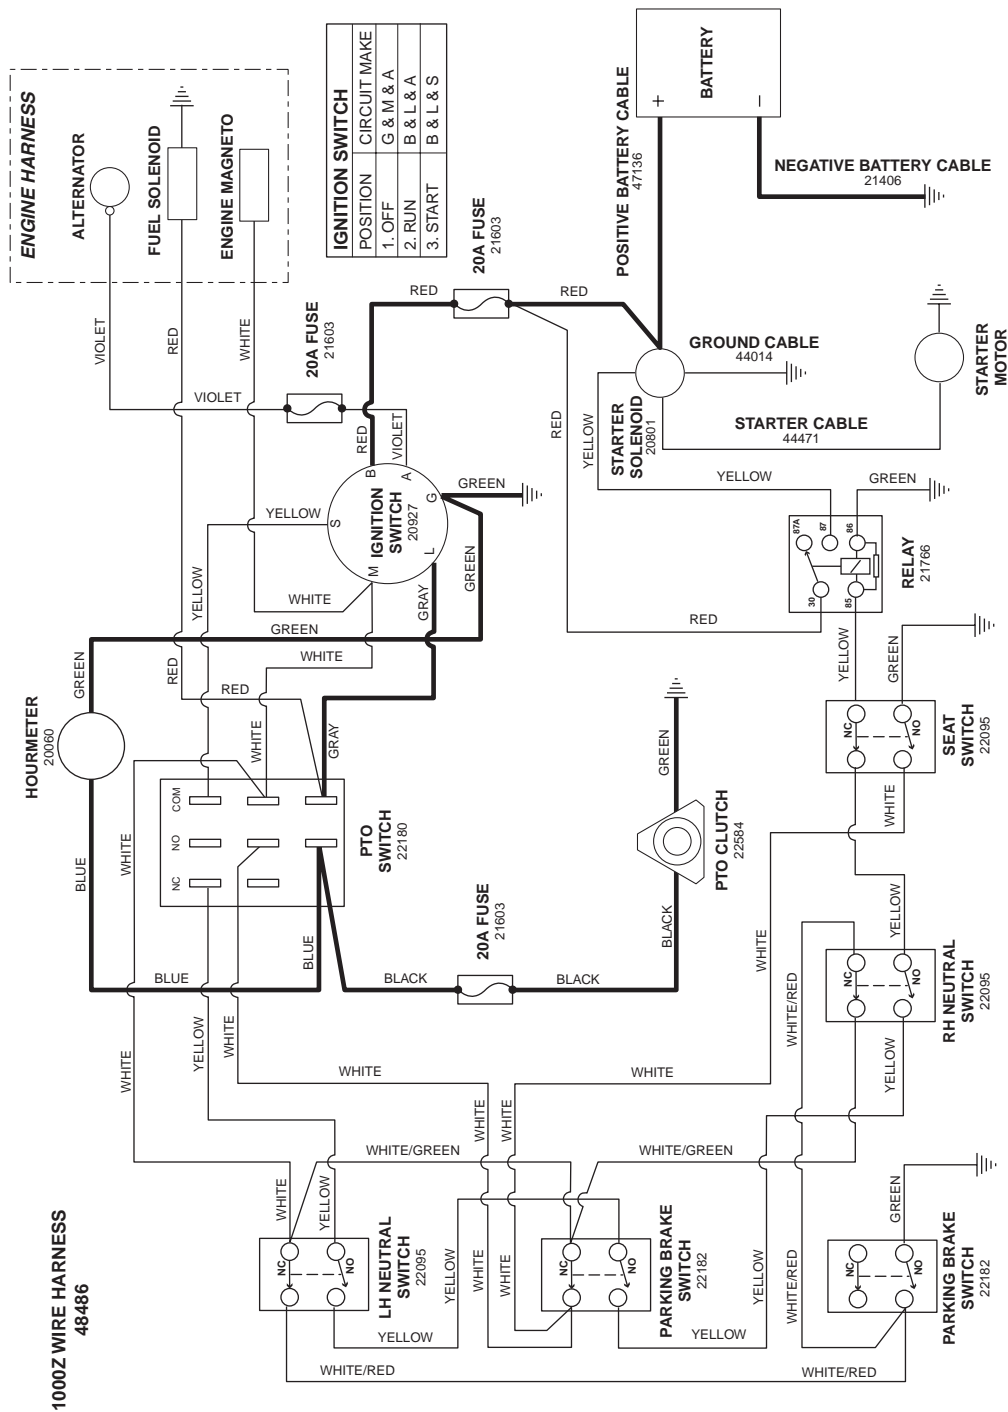 1000Z WIRE HARNESS
48486
ENGINE HARNESS
ALTERNATOR
FUEL SOLENOID
ENGINE MAGNETO
VIOLET
RED
WHITE
IGNITION SWITCH
POSITION CIRCUIT MAKE
1. OFF G & M & A
2. RUN B & L & A
3. START B & L & S
20A FUSE
21603
VIOLET
VIOLET
20A FUSE
21603
RED
RED
RED
RED
POSITIVE BATTERY CABLE
47136
BATTERY
+
−
NEGATIVE BATTERY CABLE
21406
GROUND CABLE
44014
STARTER
SOLENOID
20801
STARTER CABLE
44471
STARTER
MOTOR
YELLOW
YELLOW
GREEN
B
A
G
L
M
S
IGNITION
SWITCH
20927
GREEN
GREEN
GRAY
YELLOW
YELLOW
WHITE
GREEN
WHITE
87A
87
86
30
85
RELAY
21766
RED
YELLOW
GREEN
HOURMETER
20060
GREEN
RED
RED
WHITE
GRAY
COM
NO
NC
PTO
SWITCH
22180
BLUE
WHITE
BLUE
BLUE
BLACK
20A FUSE
21603
BLACK
BLACK
PTO CLUTCH
22584
GREEN
NC
NO
SEAT
SWITCH
22095
WHITE
WHITE
YELLOW
NC
NO
RH NEUTRAL
SWITCH
22095
WHITE/RED
YELLOW
WHITE
YELLOW
WHITE
WHITE
WHITE
WHITE
WHITE
WHITE/GREEN
WHITE/GREEN
WHITE
YELLOW
NC
NO
LH NEUTRAL
SWITCH
22095
YELLOW
WHITE
WHITE
NC
NO
PARKING BRAKE
SWITCH
22182
YELLOW
WHITE/RED
GREEN
NC
NO
PARKING BRAKE
SWITCH
22182
YELLOW
YELLOW
WHITE/RED
WHITE/RED